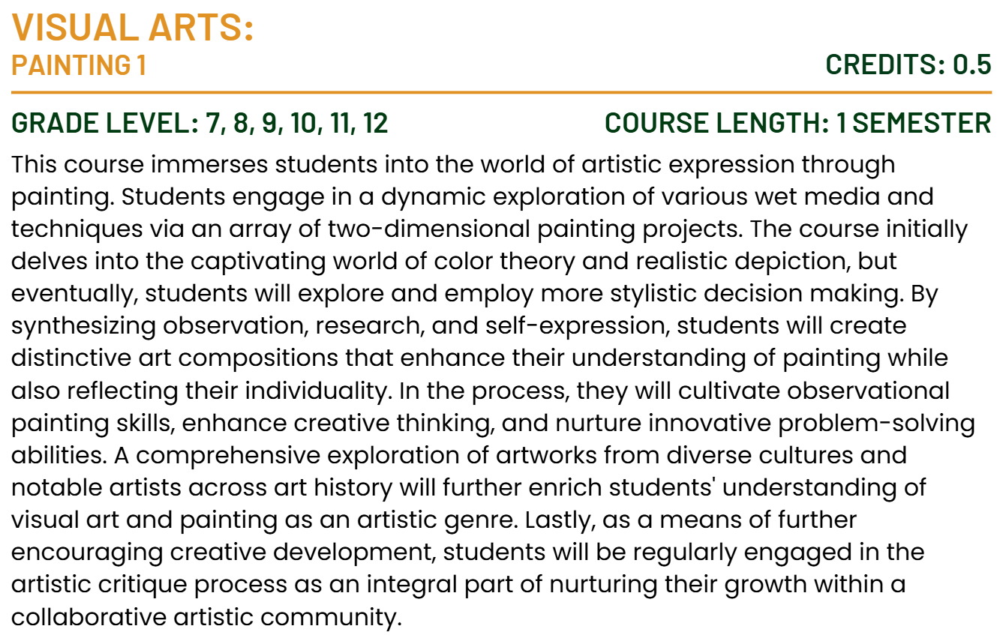 VISUAL ARTS:
PAINTING 1
CREDITS: 0.5
GRADE LEVEL: 7, 8, 9, 10, 11, 12
COURSE LENGTH: 1 SEMESTER
This course immerses students into the world of artistic expression through
painting. Students engage in a dynamic exploration of various wet media and
techniques via an array of two-dimensional painting projects. The course initially
delves into the captivating world of color theory and realistic depiction, but
eventually, students will explore and employ more stylistic decision making. By
synthesizing observation, research, and self-expression, students will create
distinctive art compositions that enhance their understanding of painting while
also reflecting their individuality. In the process, they will cultivate observational
painting skills, enhance creative thinking, and nurture innovative problem-solving
abilities. A comprehensive exploration of artworks from diverse cultures and
notable artists across art history will further enrich students' understanding of
visual art and painting as an artistic genre. Lastly, as a means of further
encouraging creative development, students will be regularly engaged in the
artistic critique process as an integral part of nurturing their growth within a
collaborative artistic community.